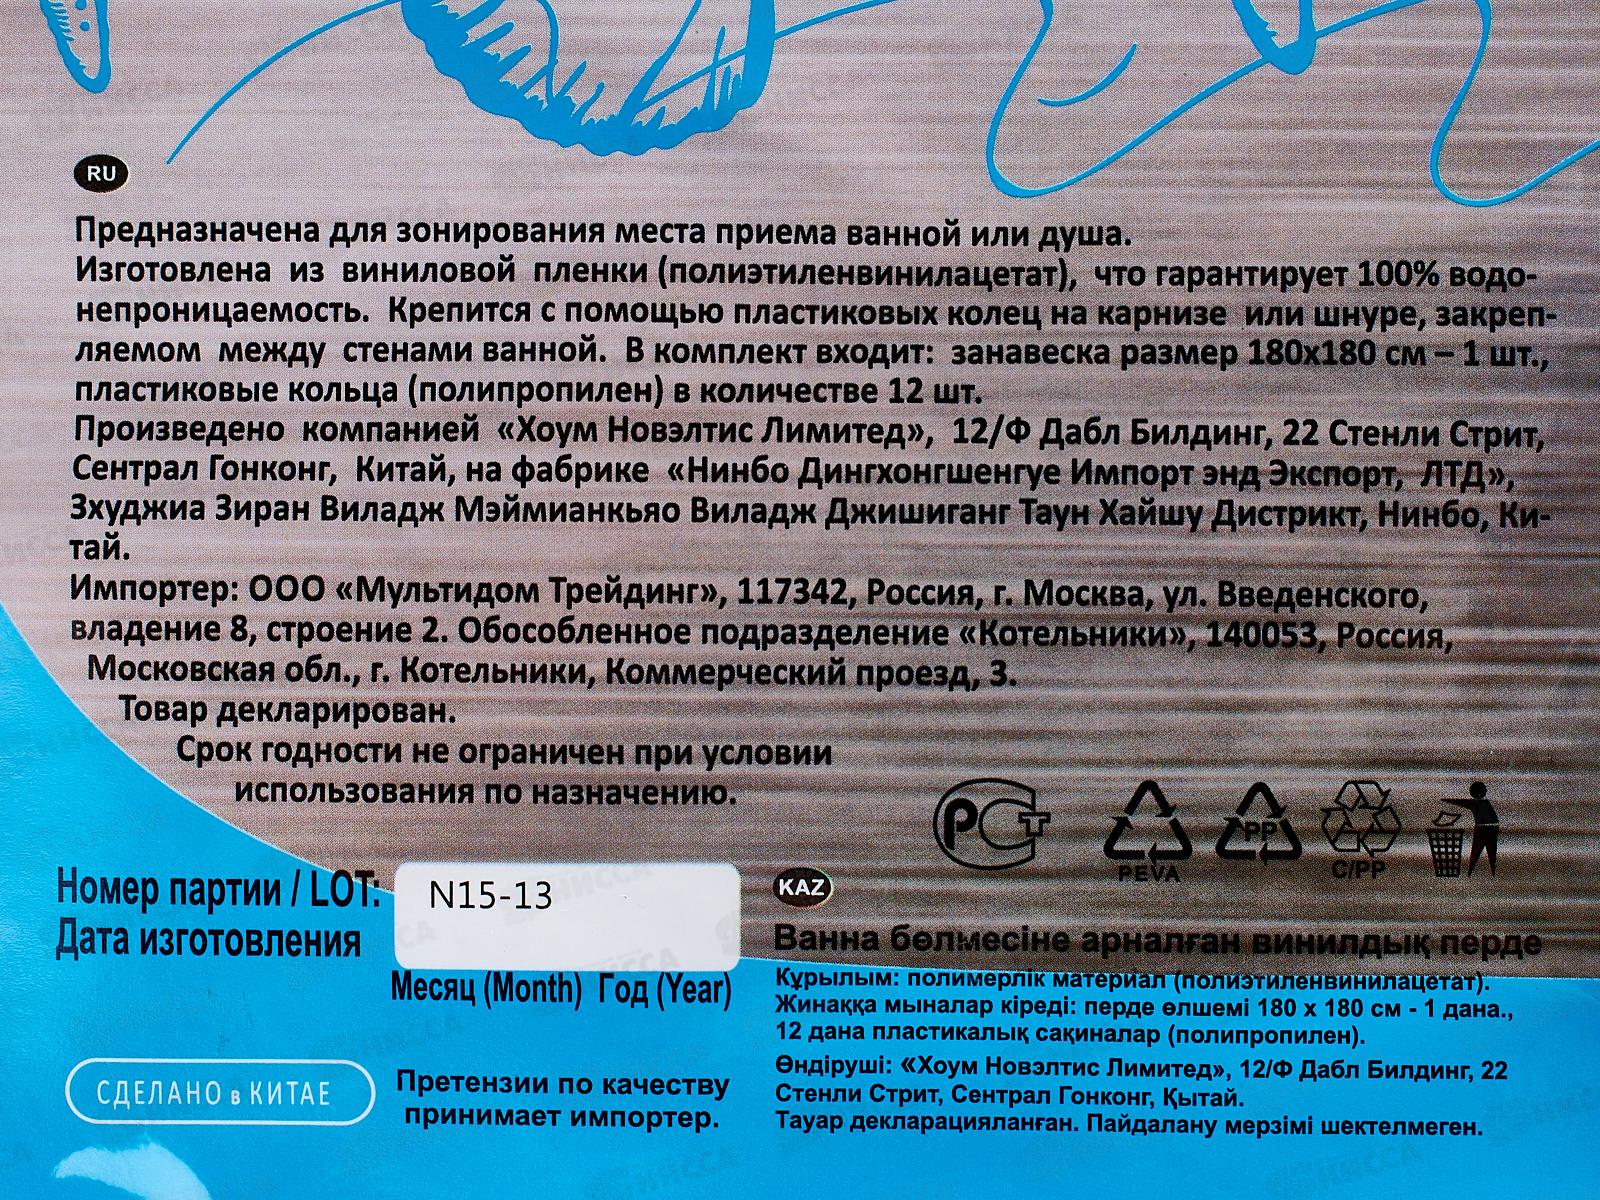 RU
Предназначена для зонирования места приема ванной или душа.
Изготовлена из виниловой пленки (полиэтиленвинилацетат), что гарантирует 100% водо-
непроницаемость. Крепится с помощью пластиковых колец на карнизе или шнуре, закреп-
ляемом между стенами ванной. В комплект входит: занавеска размер 180х180 см – 1 шт.,
пластиковые кольца (полипропилен) в количестве 12 шт.
Произведено компанией «Хоум Новэлтис Лимитед», 12/Ф Дабл Билдинг, 22 Стенли Стрит,
Сентрал Гонконг, Китай, на фабрике «Нинбо Дингхонгшенгуе Импорт энд Экспорт, ЛТД»,
Зхуджиа Зиран Виладж Мэймианкьяо Виладж Джишиганг Таун Хайшу Дистрикт, Нинбо, Ки-
тай.
Импортер: ООО «Мультидом Трейдинг», 117342, Россия, г. Москва, ул. Введенского,
владение 8, строение 2. Обособленное подразделение «Котельники», 140053, Россия,
Московская обл., г. Котельники, Коммерческий проезд, 3.
Товар декларирован.
Срок годности не ограничен при условии
использования по назначению.
РСТ
PEVA
PP
C/PP
Номер партии / LOT:
N15-13
Дата изготовления
Месяц (Month) Год (Year)
СДЕЛАНО в КИТАЕ
Претензии по качеству
принимает импортер.
KAZ
Ванна бөлмесіне арналған винилдық перде
Құрылым: полимерлік материал (полиэтиленвинилацетат).
Жинаққа мыналар кіреді: перде өлшемі 180 х 180 см - 1 дана.,
12 дана пластикалық сақиналар (полипропилен).
Өндіруші: «Хоум Новэлтис Лимитед», 12/Ф Дабл Билдинг, 22
Стенли Стрит, Сентрал Гонконг, Қытай.
Тауар декларацияланған. Пайдалану мерзімі шектелмеген.